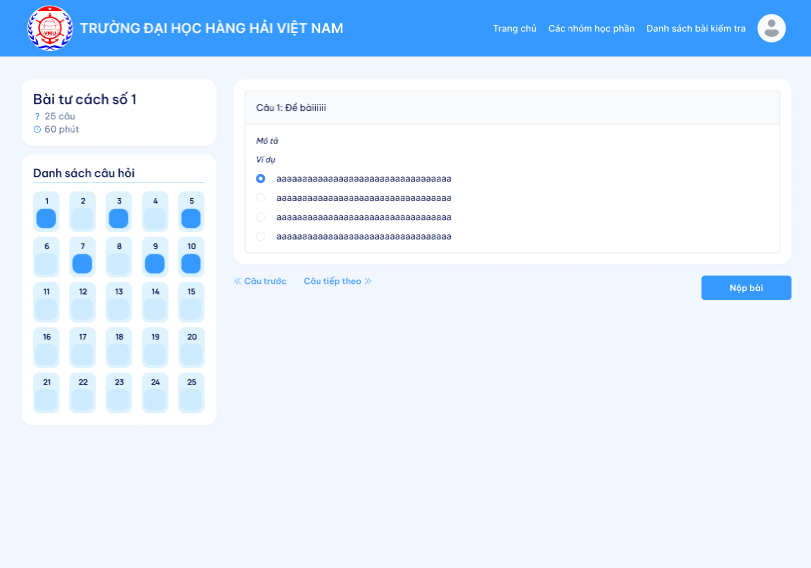 VMU
TRƯỜNG ĐẠI HỌC HÀNG HẢI VIỆT NAM
Trang chủ
Các nhóm học phần
Danh sách bài kiểm tra
Bài tư cách số 1
? 25 câu
60 phút
Danh sách câu hỏi
1 2 3 4 5
6 7 8 9 10
11 12 13 14 15
16 17 18 19 20
21 22 23 24 25
Câu 1: Đề bàiiiiii
Mô tả
Ví dụ
aaaaaaaaaaaaaaaaaaaaaaaaaaaaaaaaaa
aaaaaaaaaaaaaaaaaaaaaaaaaaaaaaaaaa
aaaaaaaaaaaaaaaaaaaaaaaaaaaaaaaaaa
aaaaaaaaaaaaaaaaaaaaaaaaaaaaaaaaaa
Câu trước
Câu tiếp theo
Nộp bài